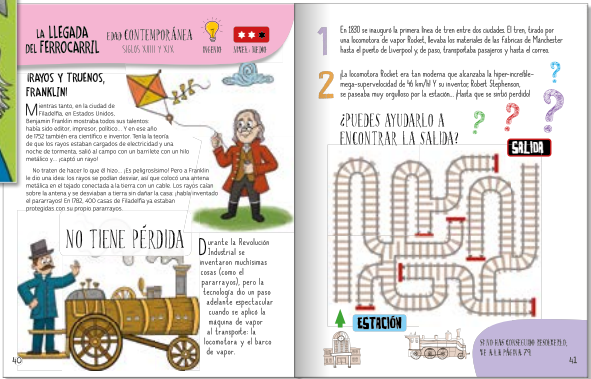 LA LLEGADA
DEL FERROCARRIL
EDAD CONTEMPORÁNEA
SIGLOS XVIII Y XIX
INGENIO
NIVEL: MEDIO
¡RAYOS Y TRUENOS,
FRANKLIN!
Mientras tanto, en la ciudad de
Filadelfia, en Estados Unidos,
Benjamin Franklin mostraba todos sus talentos:
había sido editor, impresor, político... Y en ese año
de 1752 también era científico e inventor. Tenía la teoría
de que los rayos estaban cargados de electricidad y una
noche de tormenta, salió al campo con un barrilete con un hilo
metálico y... ¡captó un rayo!
No traten de hacer lo que él hizo... ¡Es peligrosísimo! Pero a Franklin
le dio una idea: los rayos se podían desviar, así que colocó una antena
metálica en el tejado conectada a la tierra con un cable. Los rayos caían
sobre la antena y se desviaban a tierra sin dañar la casa: ¡había inventado
el pararrayos! En 1782, 400 casas de Filadelfia ya estaban
protegidas con su propio pararrayos.
NO TIENE PÉRDIDA
Durante la Revolución
Industrial se
inventaron muchísimas
cosas (como el
pararrayos), pero la
tecnología dio un paso
adelante espectacular
cuando se aplicó la
máquina de vapor
al transporte: la
locomotora y el barco
de vapor.
40
1 En 1830 se inauguró la primera línea de tren entre dos ciudades. El tren, tirado por
una locomotora de vapor Rocket, llevaba los materiales de las fábricas de Mánchester
hasta el puerto de Liverpool y, de paso, transportaba pasajeros y hasta el correo.
2 ¡La locomotora Rocket era tan moderna que alcanzaba la hiper-increíble-
mega-supervelocidad de 46 km/h! Y su inventor, Robert Stephenson,
se paseaba muy orgulloso por la estación... ¡Hasta que se sintió perdido!
¿PUEDES AYUDARLO A
ENCONTRAR LA SALIDA?
SALIDA
ESTACIÓN
SI NO HAS CONSEGUIDO RESOLVERLO,
VE A LA PÁGINA 79.
41